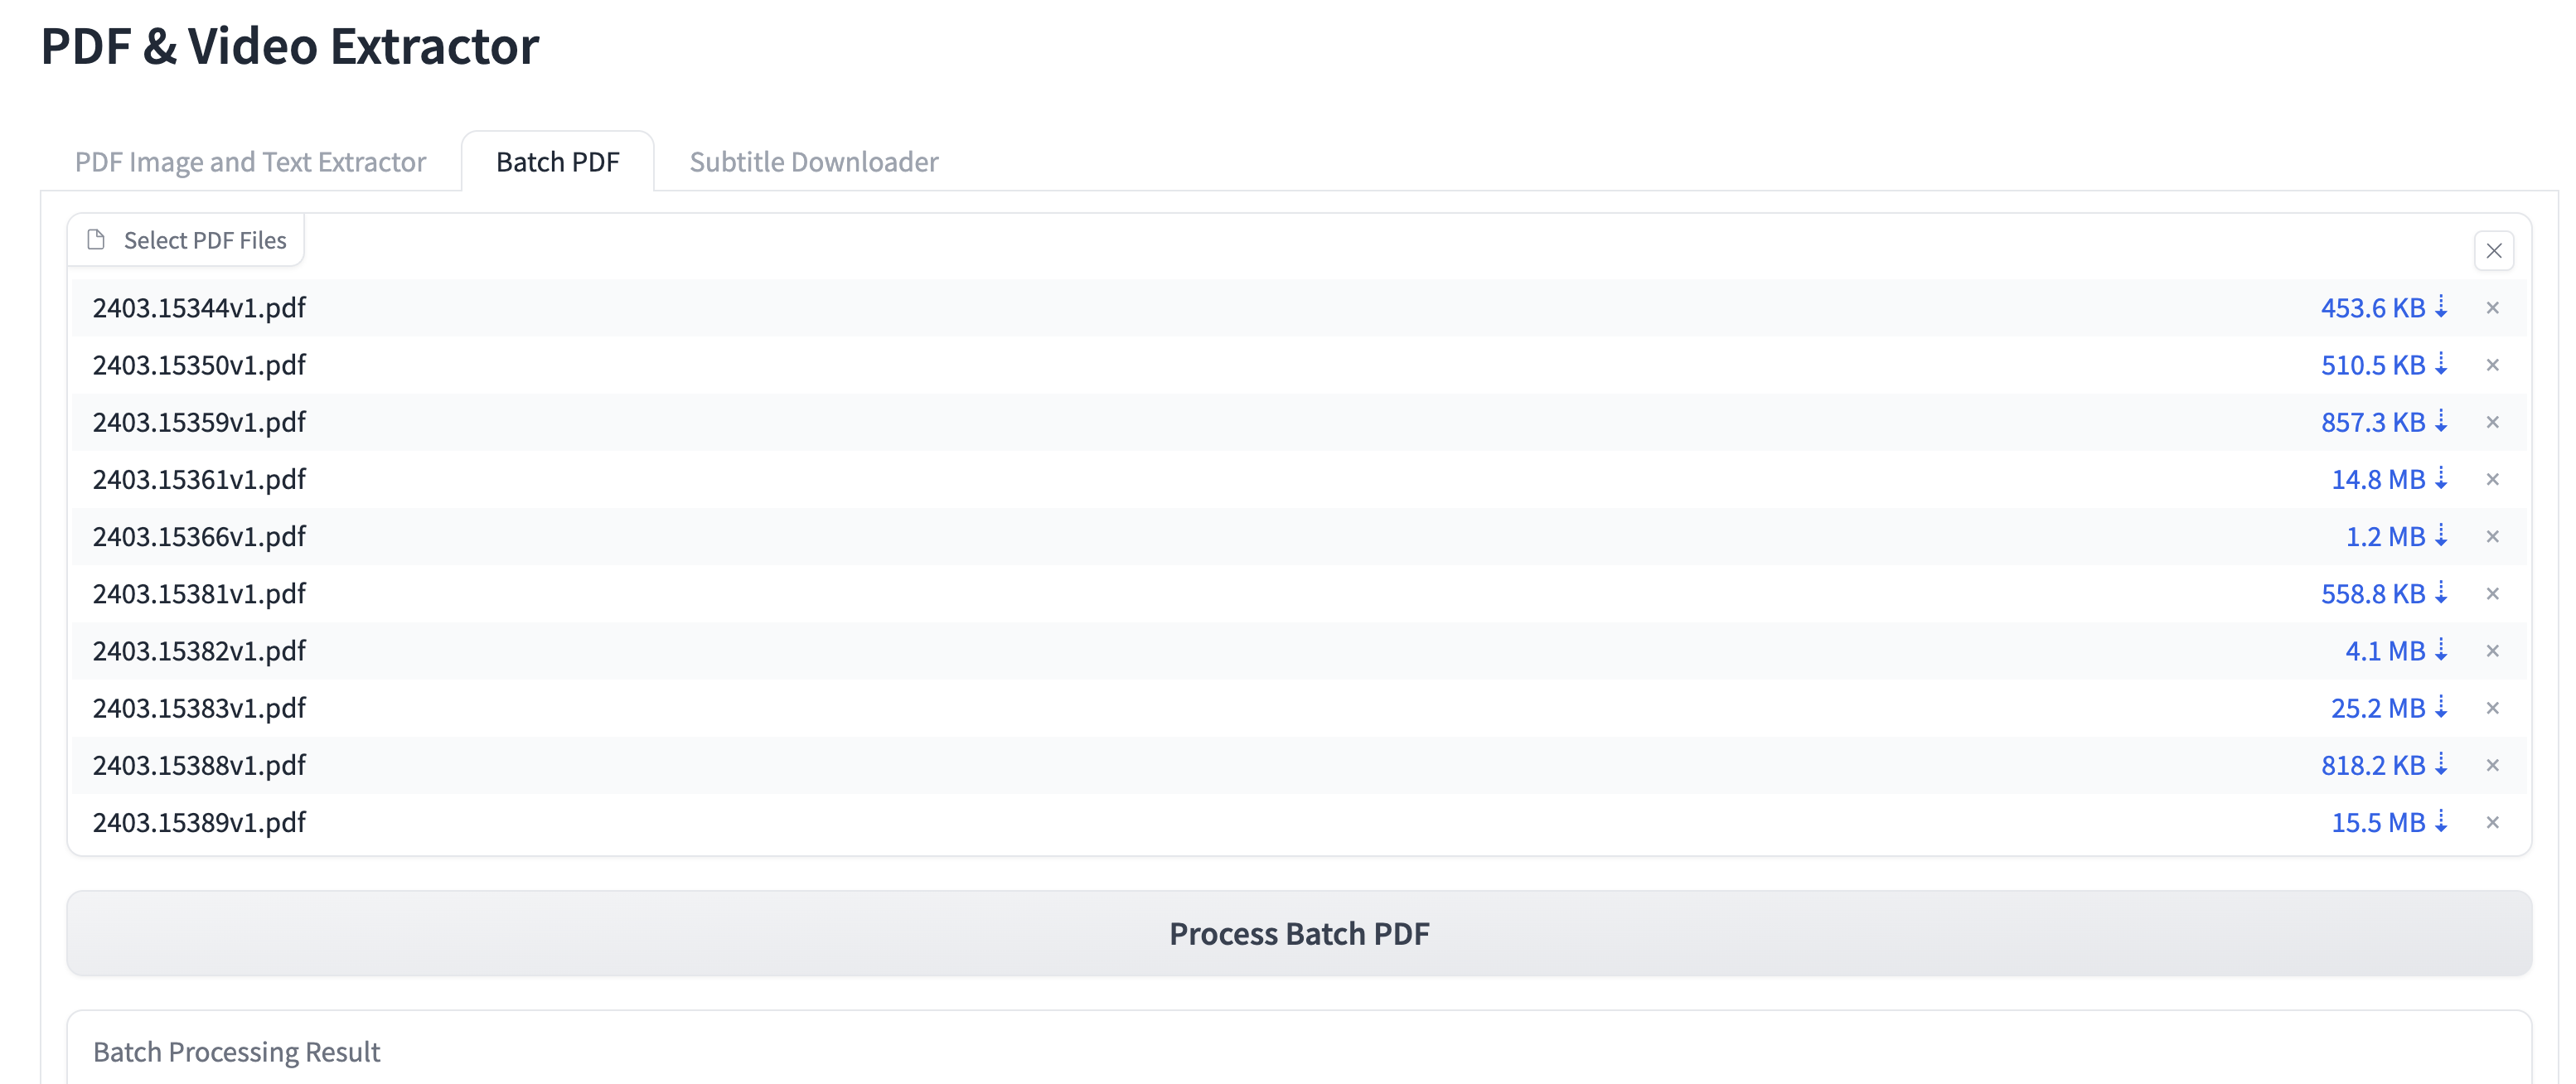 PDF & Video Extractor
PDF Image and Text Extractor Batch PDF Subtitle Downloader
Select PDF Files
2403.15344v1.pdf 453.6 KB ⇣ ×
2403.15350v1.pdf 510.5 KB ⇣ ×
2403.15359v1.pdf 857.3 KB ⇣ ×
2403.15361v1.pdf 14.8 MB ⇣ ×
2403.15366v1.pdf 1.2 MB ⇣ ×
2403.15381v1.pdf 558.8 KB ⇣ ×
2403.15382v1.pdf 4.1 MB ⇣ ×
2403.15383v1.pdf 25.2 MB ⇣ ×
2403.15388v1.pdf 818.2 KB ⇣ ×
2403.15389v1.pdf 15.5 MB ⇣ ×
Process Batch PDF
Batch Processing Result